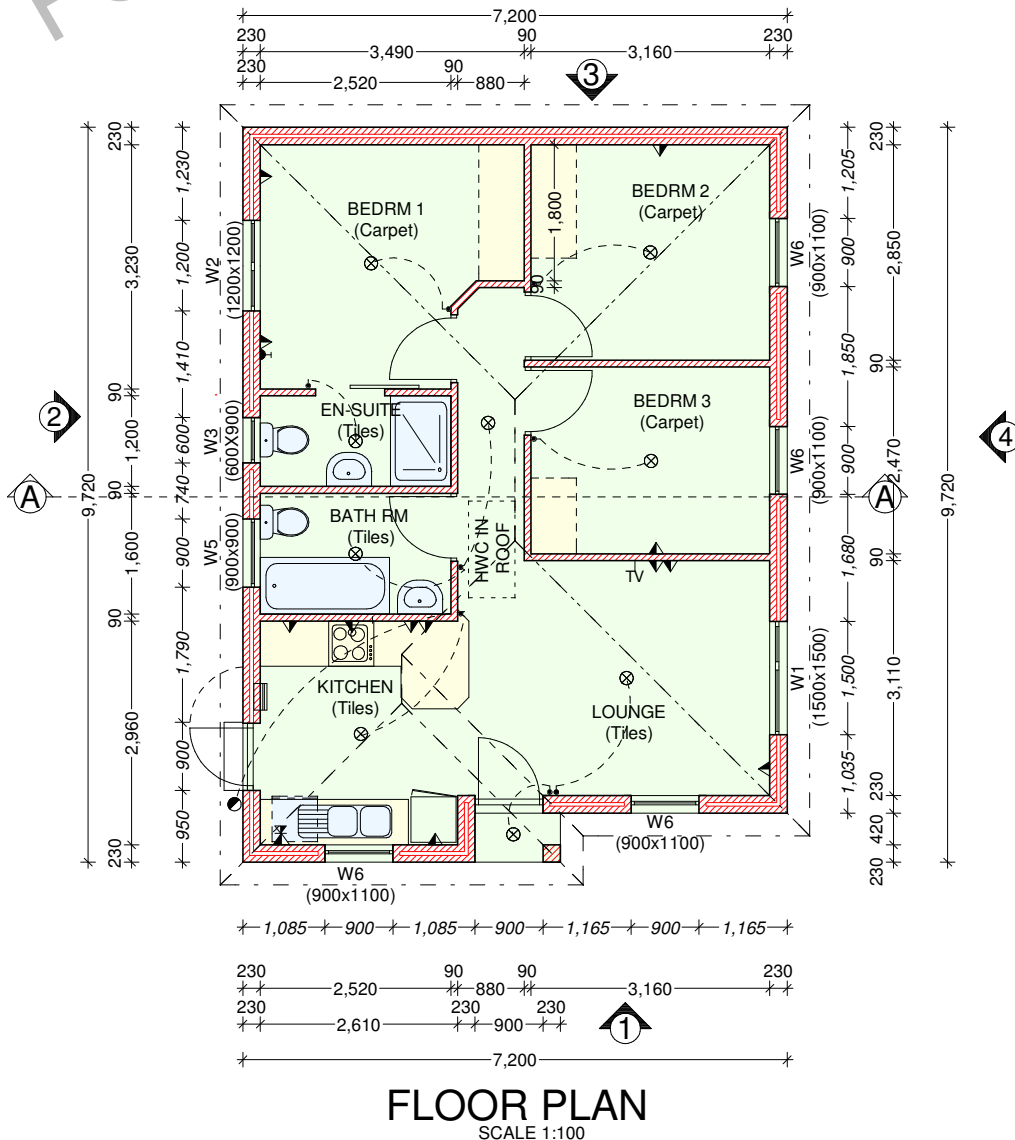 7,200
230 3,490 90 3,160 230
230 2,520 90 880
3
230
3,230
90
1,200
90
1,600
90
2,960
230
9,720
1,230
1,200
1,410
600
740
900
1,790
900
950
W2
(1200x1200)
W3
(600X900)
W5
(900x900)
2
A
BEDRM 1
(Carpet)
BEDRM 2
(Carpet)
1,800
90
EN-SUITE
(Tiles)
BEDRM 3
(Carpet)
BATH RM
(Tiles)
HWC IN
ROOF
TV
KITCHEN
(Tiles)
LOUNGE
(Tiles)
W6
(900x1100)
W6
(900x1100)
W1
(1500x1500)
1,205
900
1,850
900
1,680
1,500
1,035
230
2,850
90
2,470
90
3,110
230
420
230
9,720
4
A
W6
(900x1100)
W6
(900x1100)
1,085 900 1,085 900 1,165 900 1,165
230 2,520 90 880 90 3,160 230
230 2,610 230 900 230
1
7,200
FLOOR PLAN
SCALE 1:100